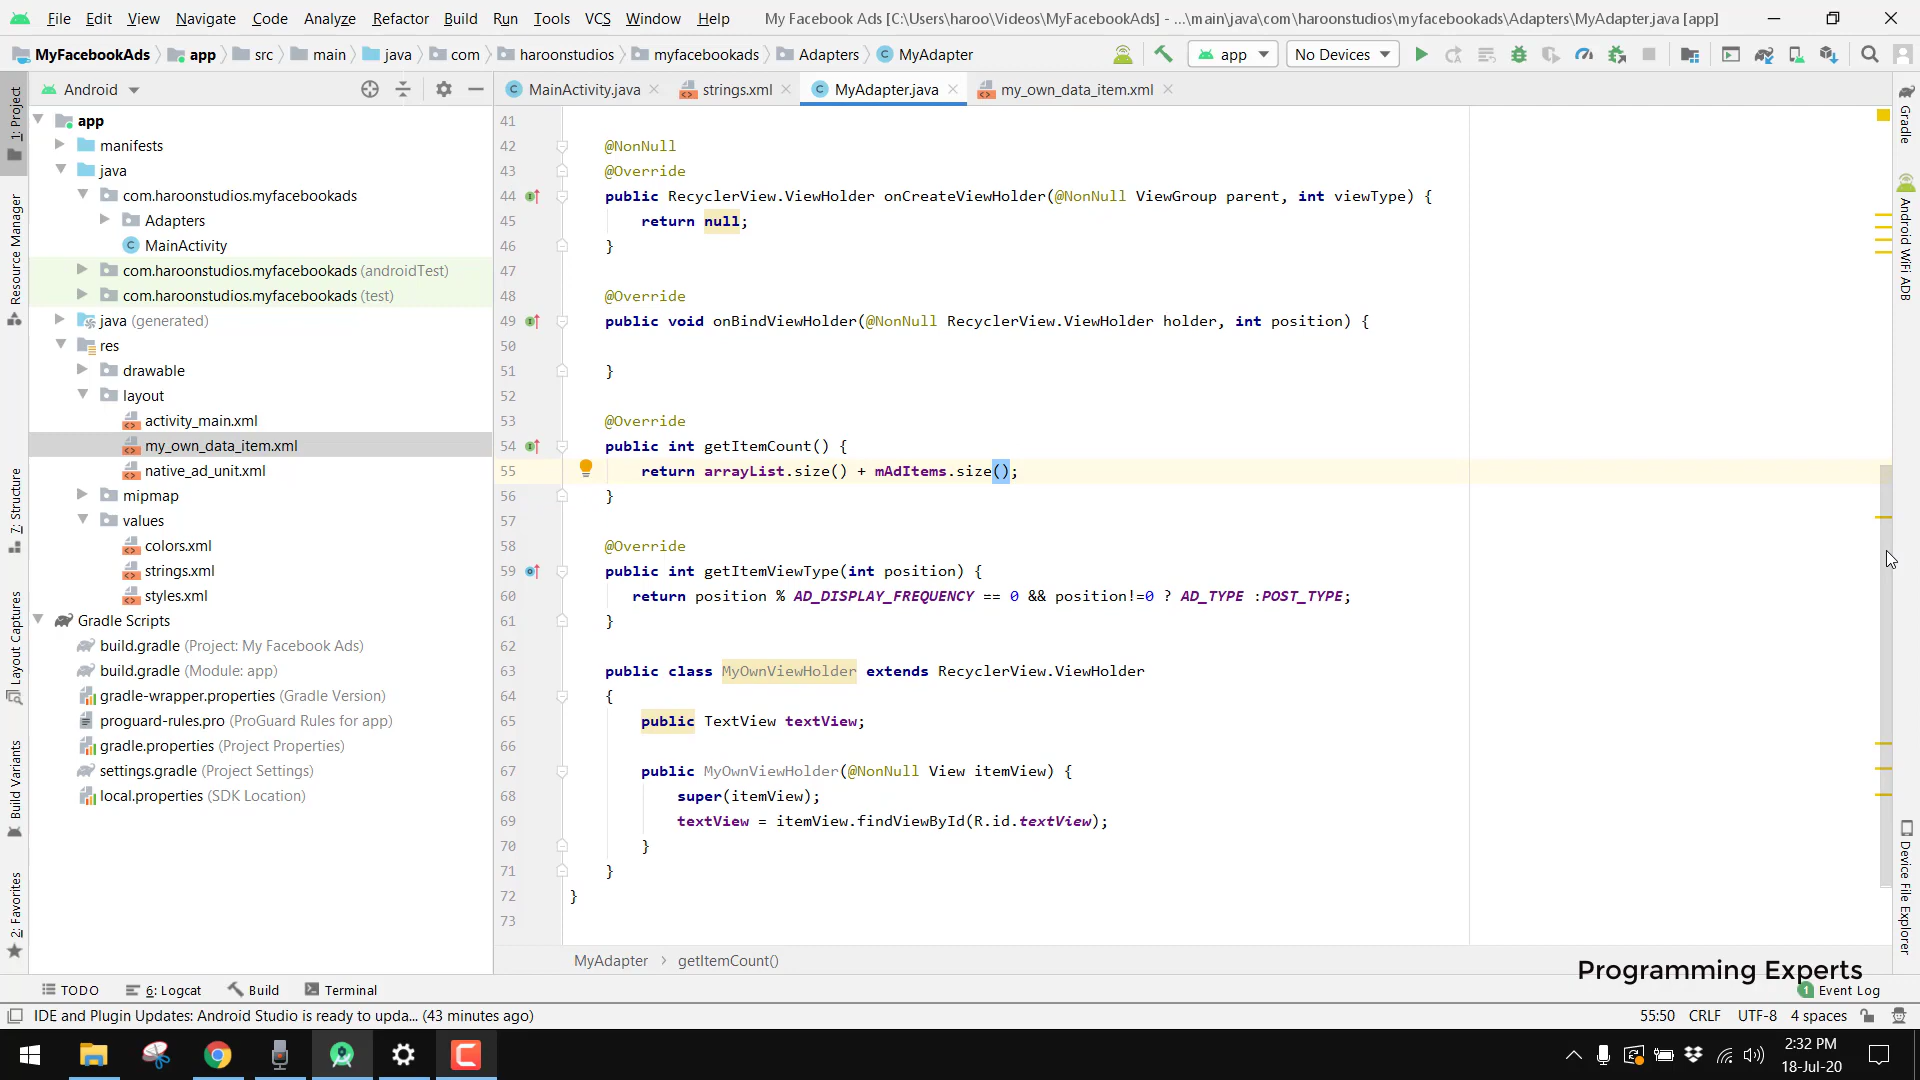 File Edit View Navigate Code Analyze Refactor Build Run Tools VCS Window Help My Facebook Ads [C:\Users\haroo\Videos\MyFacebookAds] - ...\main\java\com\haroonstudios\myfacebookads\Adapters\MyAdapter.java [app]
MyFacebookAds app src main java com haroonstudios myfacebookads Adapters MyAdapter app No Devices
Android
MainActivity.java strings.xml MyAdapter.java my_own_data_item.xml
1: Project
Resource Manager
7: Structure
Layout Captures
Build Variants
2: Favorites
app
manifests
java
com.haroonstudios.myfacebookads
Adapters
MainActivity
com.haroonstudios.myfacebookads (androidTest)
com.haroonstudios.myfacebookads (test)
java (generated)
res
drawable
layout
activity_main.xml
my_own_data_item.xml
native_ad_unit.xml
mipmap
values
colors.xml
strings.xml
styles.xml
Gradle Scripts
build.gradle (Project: My Facebook Ads)
build.gradle (Module: app)
gradle-wrapper.properties (Gradle Version)
proguard-rules.pro (ProGuard Rules for app)
gradle.properties (Project Properties)
settings.gradle (Project Settings)
local.properties (SDK Location)
41
42 @NonNull
43 @Override
44 public RecyclerView.ViewHolder onCreateViewHolder(@NonNull ViewGroup parent, int viewType) {
45 return null;
46 }
47
48 @Override
49 public void onBindViewHolder(@NonNull RecyclerView.ViewHolder holder, int position) {
50
51 }
52
53 @Override
54 public int getItemCount() {
55 return arrayList.size() + mAdItems.size();
56 }
57
58 @Override
59 public int getItemViewType(int position) {
60 return position % AD_DISPLAY_FREQUENCY == 0 && position!=0 ? AD_TYPE :POST_TYPE;
61 }
62
63 public class MyOwnViewHolder extends RecyclerView.ViewHolder
64 {
65 public TextView textView;
66
67 public MyOwnViewHolder(@NonNull View itemView) {
68 super(itemView);
69 textView = itemView.findViewById(R.id.textView);
70 }
71 }
72 }
73
MyAdapter › getItemCount()
Gradle
Android WiFi ADB
Device File Explorer
Programming Experts
TODO 6: Logcat Build Terminal 1 Event Log
IDE and Plugin Updates: Android Studio is ready to upda... (43 minutes ago) 55:50 CRLF UTF-8 4 spaces
2:32 PM
18-Jul-20